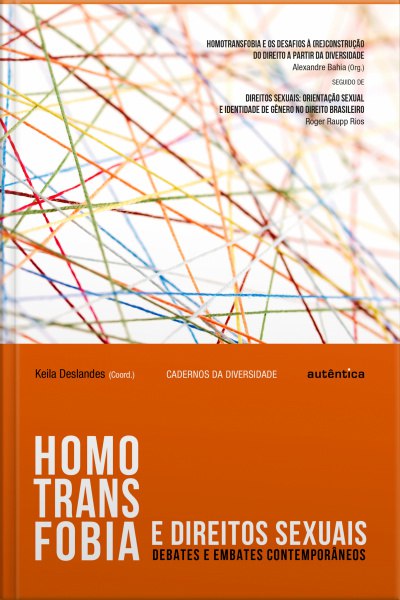 HOMOTRANSFOBIA E OS DESAFIOS À (RE)CONSTRUÇÃO
DO DIREITO A PARTIR DA DIVERSIDADE
Alexandre Bahia (Org.)
SEGUIDO DE
DIREITOS SEXUAIS: ORIENTAÇÃO SEXUAL
E IDENTIDADE DE GÊNERO NO DIREITO BRASILEIRO
Roger Raupp Rios
Keila Deslandes (Coord.) CADERNOS DA DIVERSIDADE autêntica
HOMO
TRANS
FOBIA E DIREITOS SEXUAIS
DEBATES E EMBATES CONTEMPORÂNEOS